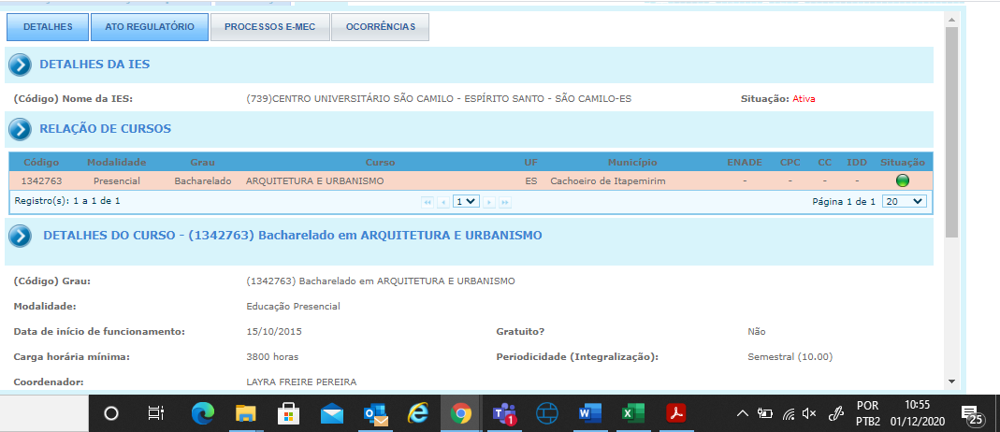 DETALHES ATO REGULATÓRIO PROCESSOS E-MEC OCORRÊNCIAS
DETALHES DA IES
(Código) Nome da IES: (739)CENTRO UNIVERSITÁRIO SÃO CAMILO - ESPÍRITO SANTO - SÃO CAMILO-ES Situação: Ativa
RELAÇÃO DE CURSOS
Código Modalidade Grau Curso UF Município ENADE CPC CC IDD Situação
1342763 Presencial Bacharelado ARQUITETURA E URBANISMO ES Cachoeiro de Itapemirim - - - -
Registro(s): 1 a 1 de 1 1 Página 1 de 1 20
DETALHES DO CURSO - (1342763) Bacharelado em ARQUITETURA E URBANISMO
(Código) Grau: (1342763) Bacharelado em ARQUITETURA E URBANISMO
Modalidade: Educação Presencial
Data de início de funcionamento: 15/10/2015 Gratuito? Não
Carga horária mínima: 3800 horas Periodicidade (Integralização): Semestral (10.00)
Coordenador: LAYRA FREIRE PEREIRA
POR 10:55
PTB2 01/12/2020 25